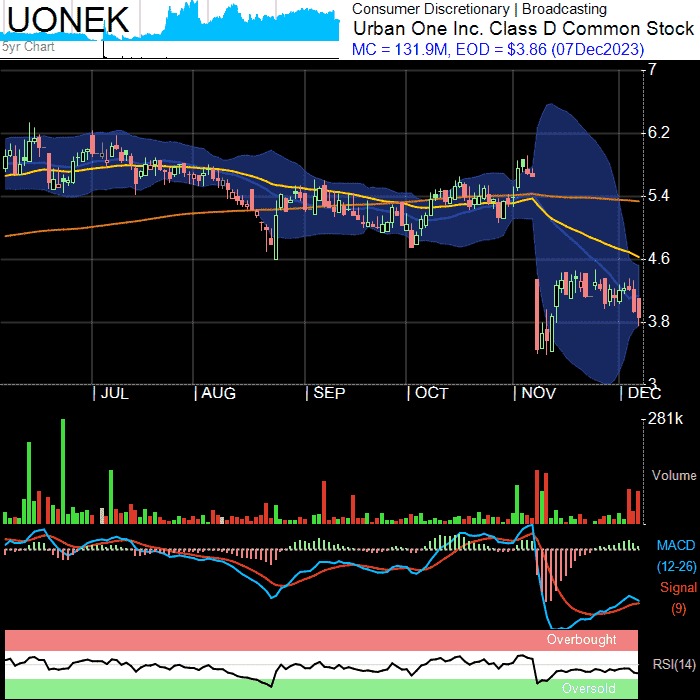 UONEK
5yr Chart
Consumer Discretionary | Broadcasting
Urban One Inc. Class D Common Stock
MC = 131.9M, EOD = $3.86 (07Dec2023)
7
6.2
5.4
4.6
3.8
3
JUL AUG SEP OCT NOV DEC
281k
Volume
MACD
(12-26)
Signal
(9)
Overbought
RSI(14)
Oversold